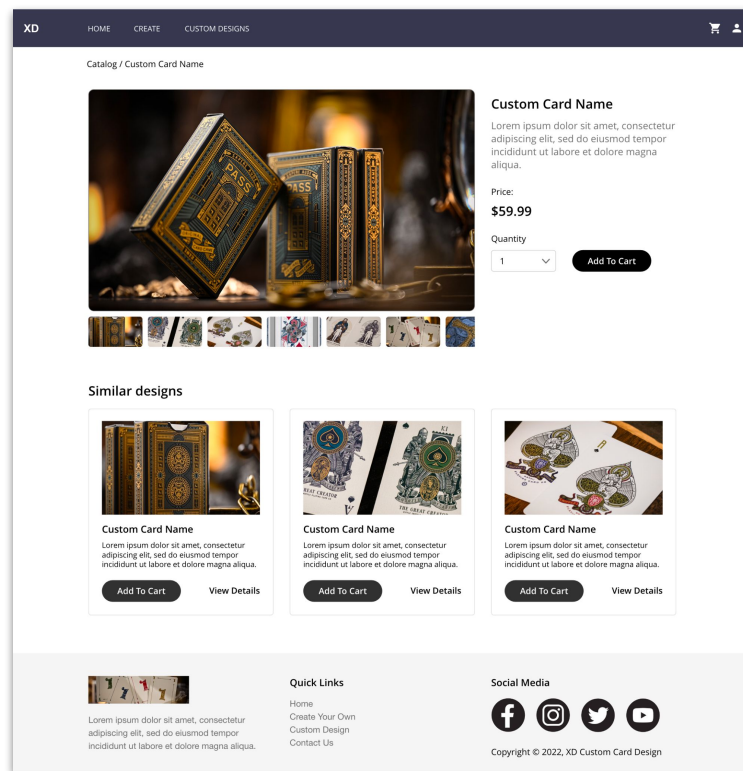 XD
HOME
CREATE
CUSTOM DESIGNS
Catalog / Custom Card Name
PASS
PASS
Custom Card Name
Lorem ipsum dolor sit amet, consectetur
adipiscing elit, sed do eiusmod tempor
incididunt ut labore et dolore magna
aliqua.
Price:
$59.99
Quantity
1
Add To Cart
Similar designs
Custom Card Name
Lorem ipsum dolor sit amet, consectetur
adipiscing elit, sed do eiusmod tempor
incididunt ut labore et dolore magna aliqua.
Add To Cart
View Details
K1
GREAT CREATOR
A
THE GREAT CREATOR
Custom Card Name
Lorem ipsum dolor sit amet, consectetur
adipiscing elit, sed do eiusmod tempor
incididunt ut labore et dolore magna aliqua.
Add To Cart
View Details
Custom Card Name
Lorem ipsum dolor sit amet, consectetur
adipiscing elit, sed do eiusmod tempor
incididunt ut labore et dolore magna aliqua.
Add To Cart
View Details
Lorem ipsum dolor sit amet, consectetur
adipiscing elit, sed do eiusmod tempor
incididunt ut labore et dolore magna aliqua.
Quick Links
Home
Create Your Own
Custom Design
Contact Us
Social Media
Copyright © 2022, XD Custom Card Design